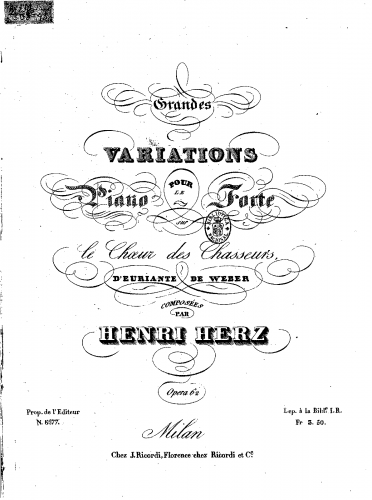 Grandes
VARIATIONS
POUR
LE
Piano Forte
sur
le Chœur des Chasseurs,
D'EURIANTE DE WEBER
COMPOSÉES
PAR
HENRI HERZ
Opera 62
Prop. de l'Editeur
N. 6177.
Dep. à la Bibl. I. R.
Fr 3. 50.
Milan
Chez J. Ricordi, Florence chez Ricordi et C.